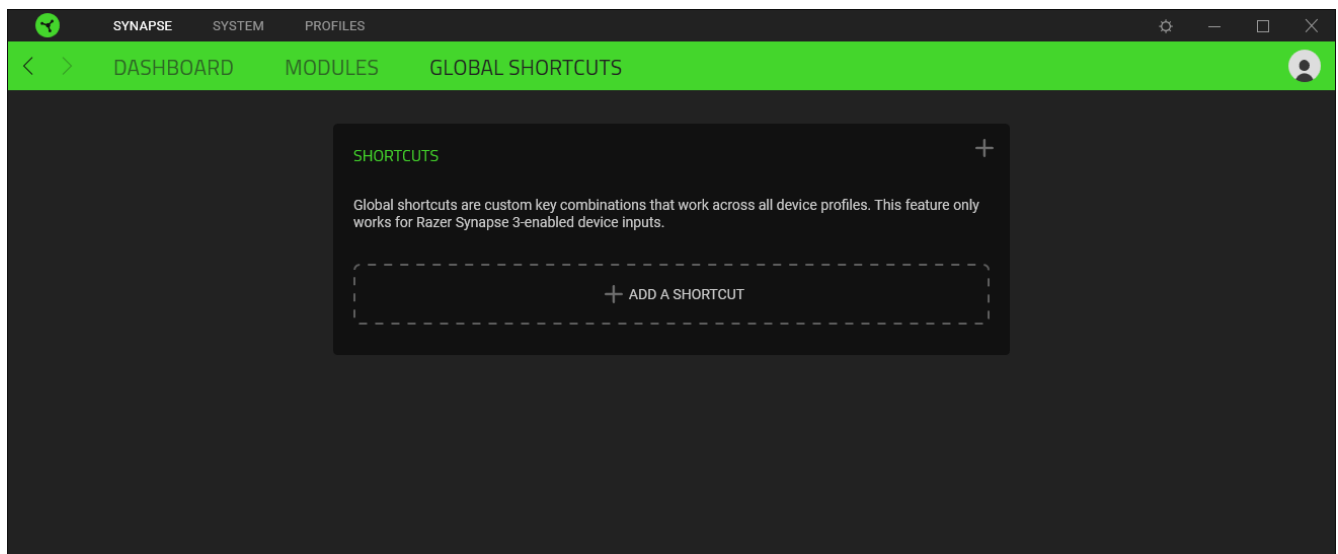 SYNAPSE SYSTEM PROFILES
DASHBOARD MODULES GLOBAL SHORTCUTS
SHORTCUTS
Global shortcuts are custom key combinations that work across all device profiles. This feature only
works for Razer Synapse 3-enabled device inputs.
ADD A SHORTCUT